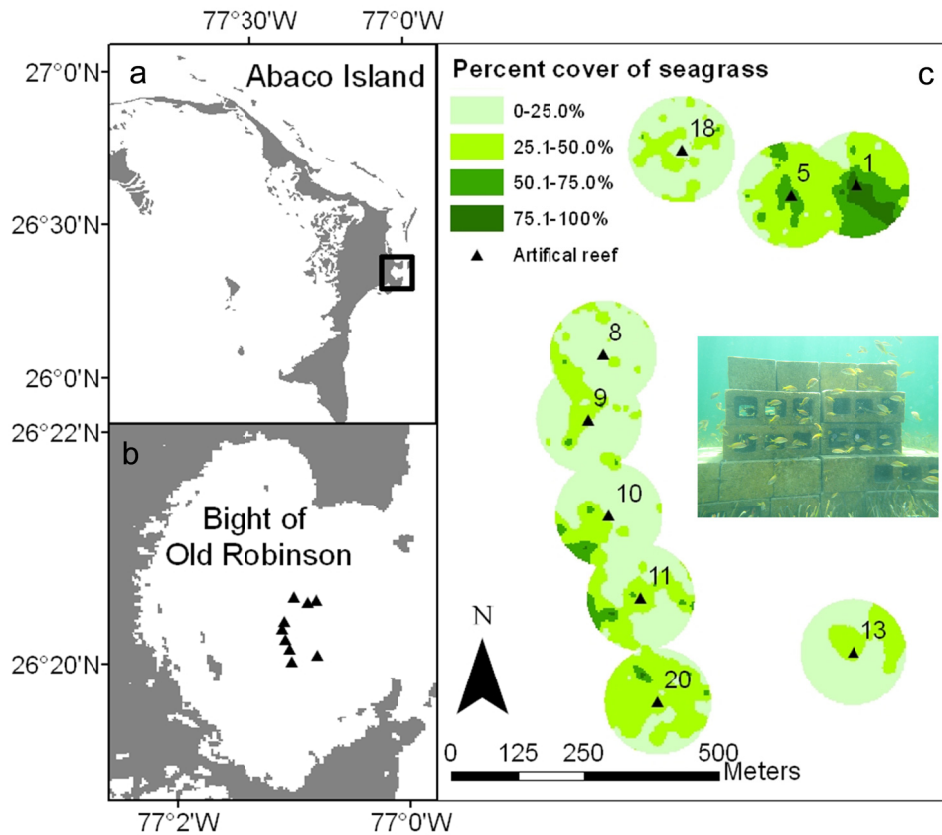 77°30'W
77°0'W
27°0'N
26°30'N
26°0'N
a
Abaco Island
26°22'N
26°20'N
b
Bight of
Old Robinson
77°2'W
77°0'W
c
Percent cover of seagrass
0-25.0%
25.1-50.0%
50.1-75.0%
75.1-100%
Artifical reef
18
5
1
8
9
10
11
13
20
N
0 125 250 500
Meters